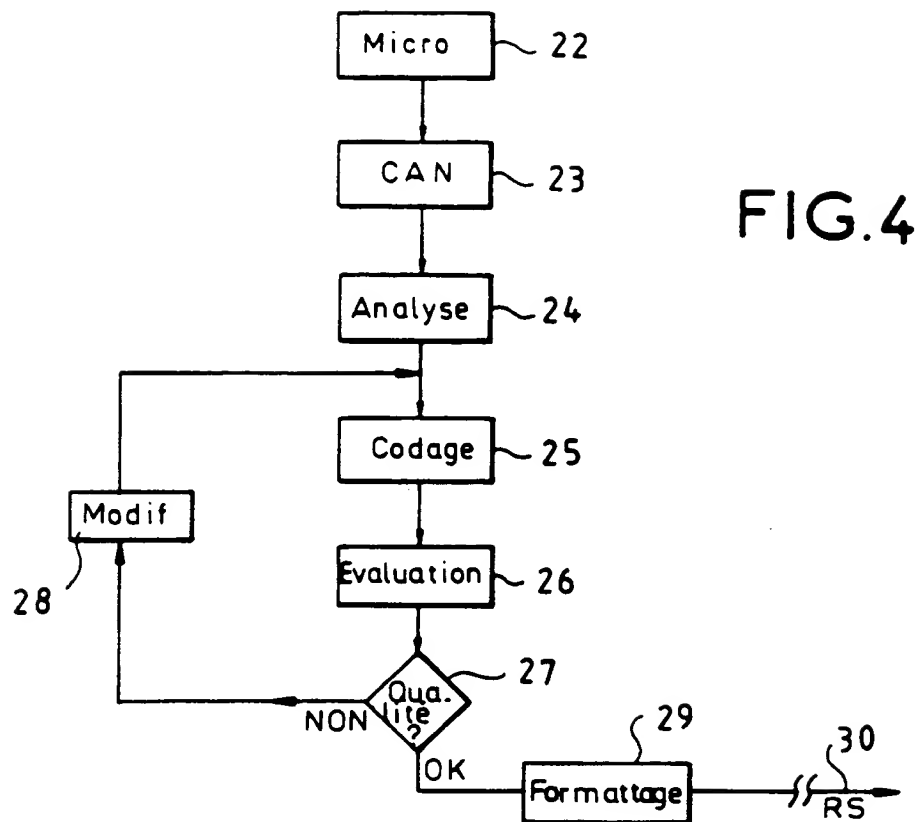 Micro
22
CAN
23
FIG.4
Analyse
24
Codage
25
Modif
28
Evaluation
26
Qua-
lite
?
27
NON
OK
29
Formattage
30
RS